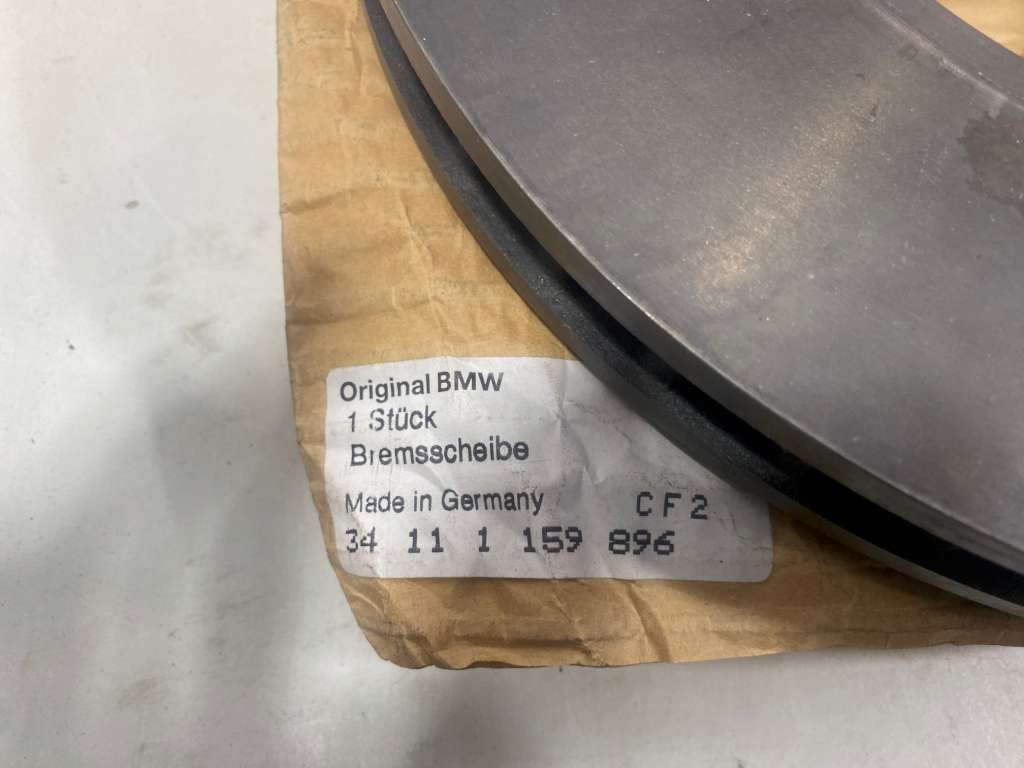 Original BMW
1 Stück
Bremsscheibe
Made in Germany CF2
34 11 1 159 896